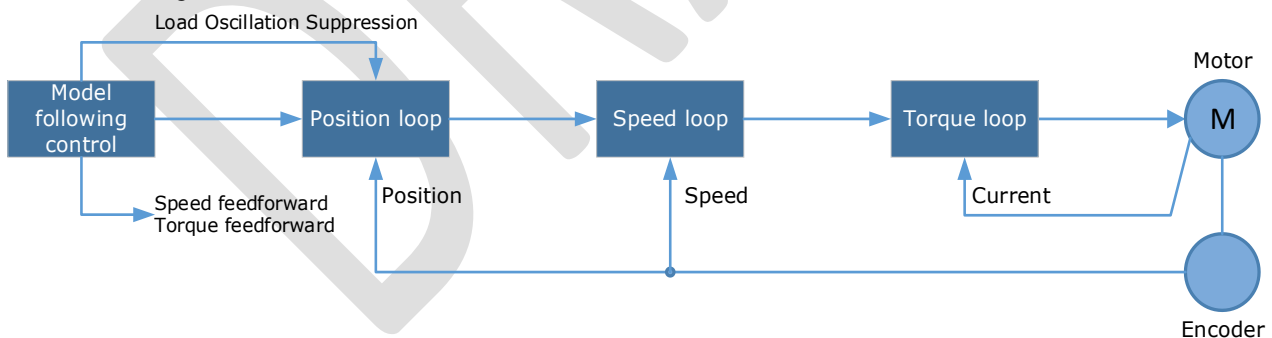 Load Oscillation Suppression
Motor
Model
following
control
Position loop
Speed loop
Torque loop
M
Position
Speed
Current
Speed feedforward
Torque feedforward
Encoder